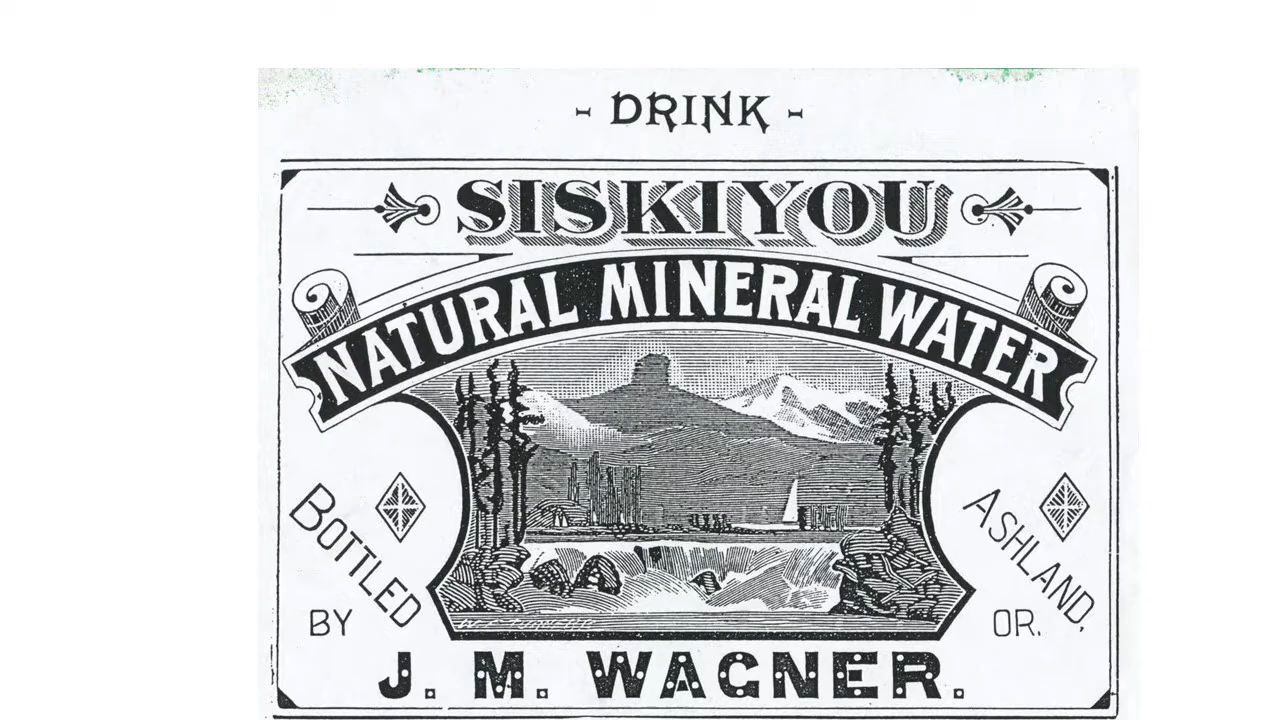 - DRINK -
SISKIYOU
NATURAL MINERAL WATER
BOTTLED
BY
ASHLAND,
OR.
J. M. WAGNER.